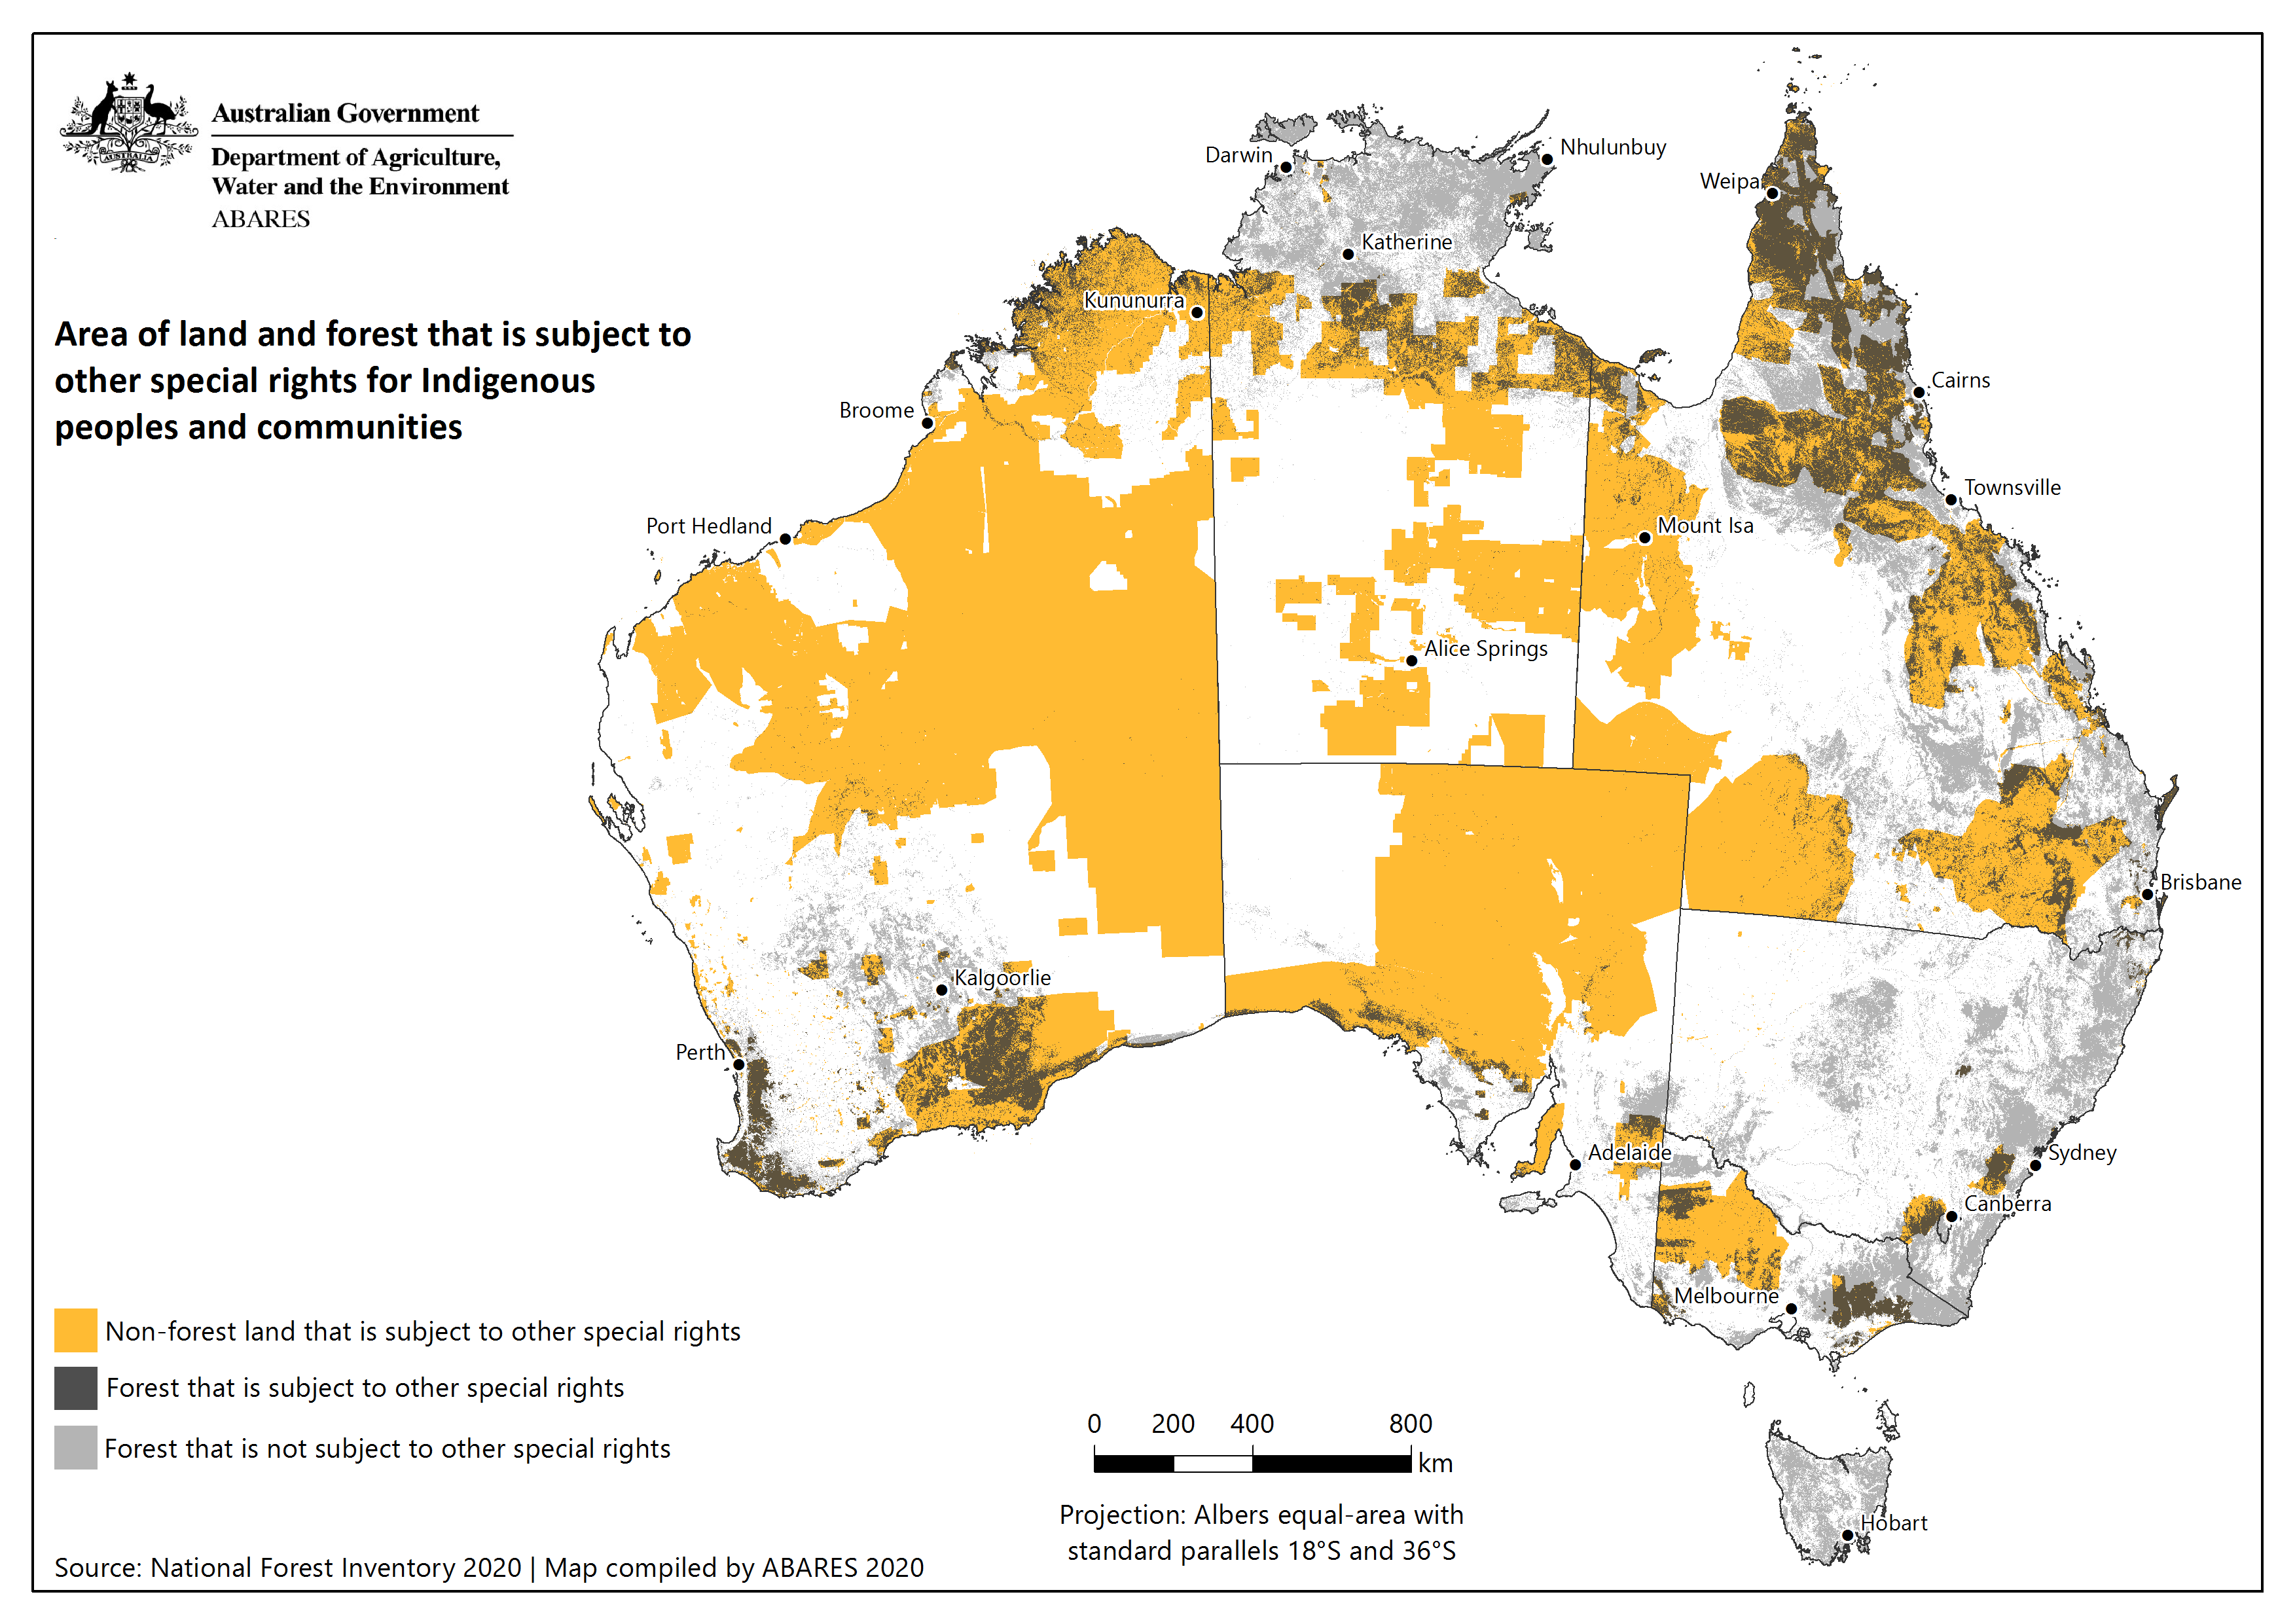 AUSTRALIA
Australian Government
Department of Agriculture,
Water and the Environment
ABARES
Area of land and forest that is subject to
other special rights for Indigenous
peoples and communities
Darwin
Nhulunbuy
Weipa
Katherine
Kununurra
Cairns
Broome
Townsville
Port Hedland
Mount Isa
Alice Springs
Brisbane
Kalgoorlie
Perth
Adelaide
Sydney
Canberra
Melbourne
Hobart
Non-forest land that is subject to other special rights
Forest that is subject to other special rights
Forest that is not subject to other special rights
0 200 400 800
km
Projection: Albers equal-area with
standard parallels 18°S and 36°S
Source: National Forest Inventory 2020 | Map compiled by ABARES 2020